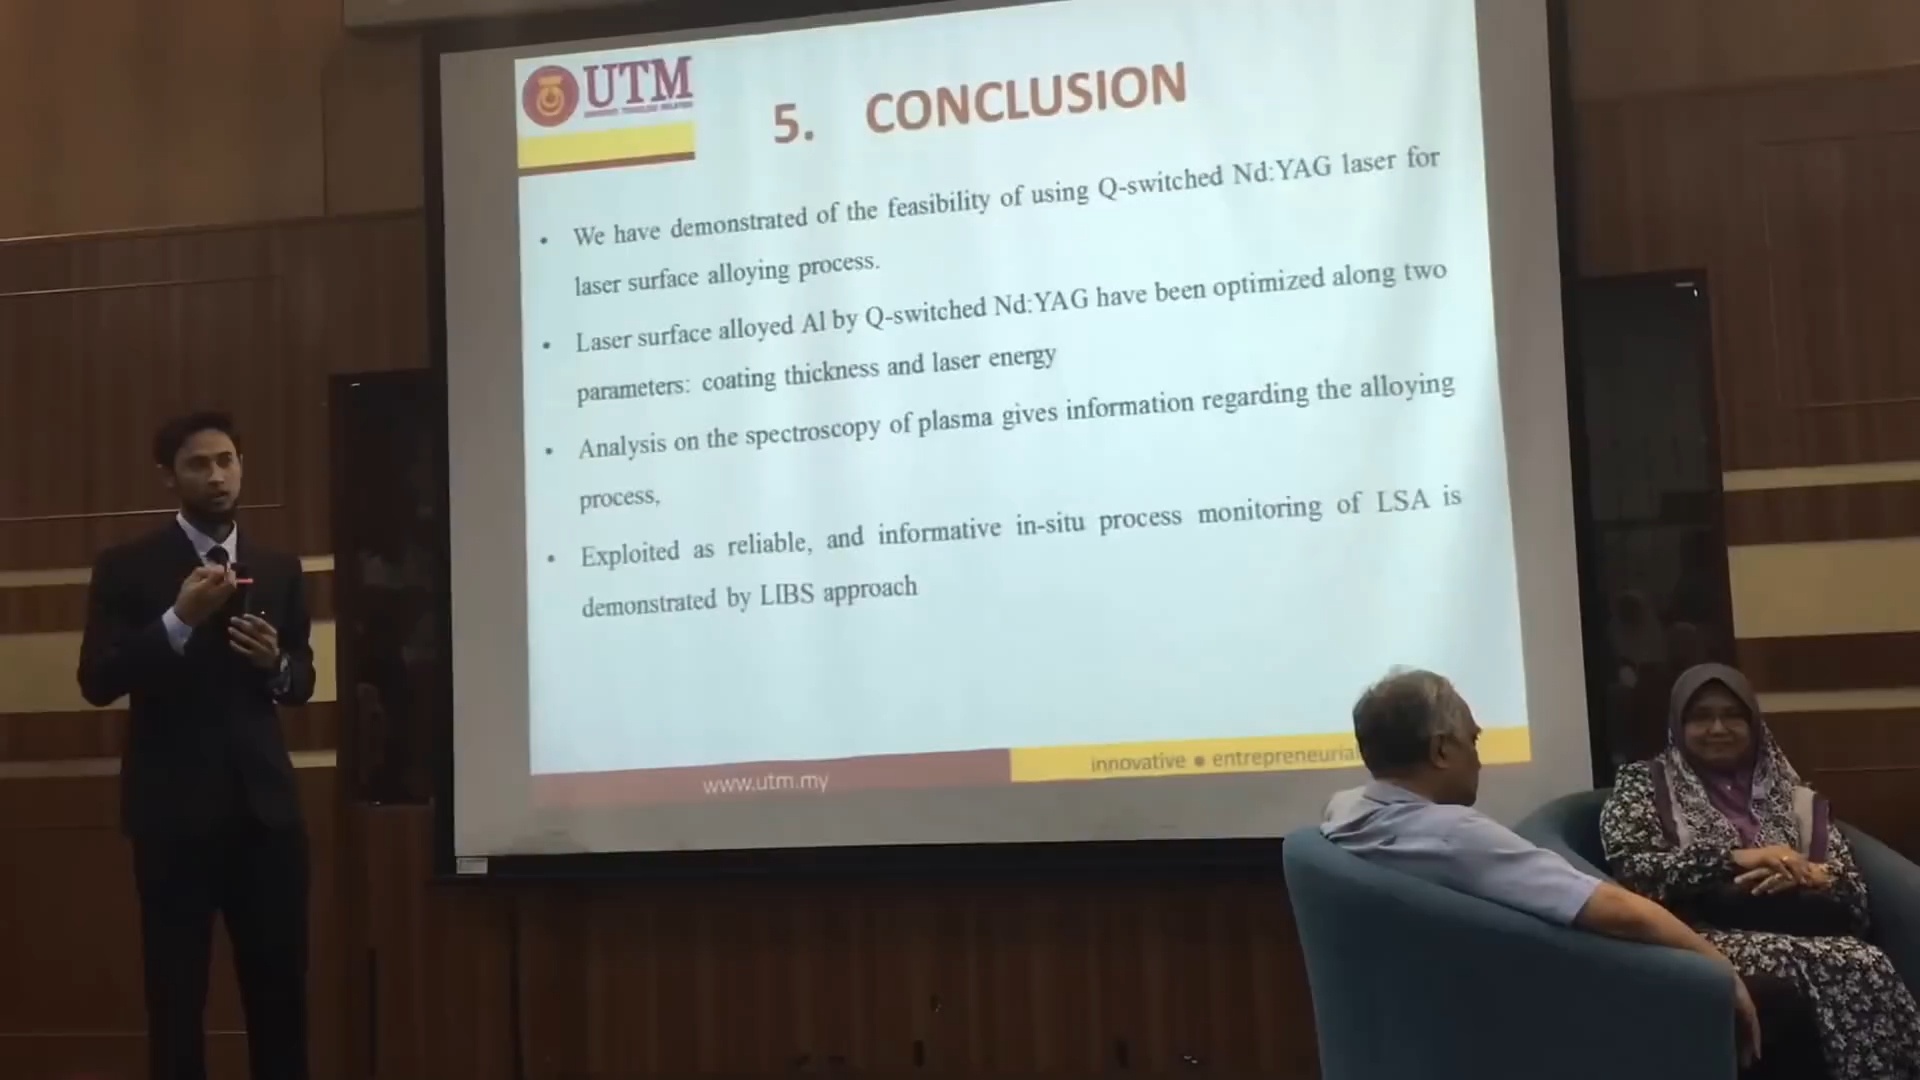 UTM
UNIVERSITI TEKNOLOGI MALAYSIA
5. CONCLUSION
• We have demonstrated of the feasibility of using Q-switched Nd:YAG laser for
laser surface alloying process.
• Laser surface alloyed Al by Q-switched Nd:YAG have been optimized along two
parameters: coating thickness and laser energy
• Analysis on the spectroscopy of plasma gives information regarding the alloying
process,
• Exploited as reliable, and informative in-situ process monitoring of LSA is
demonstrated by LIBS approach
www.utm.my
innovative ● entrepreneurial